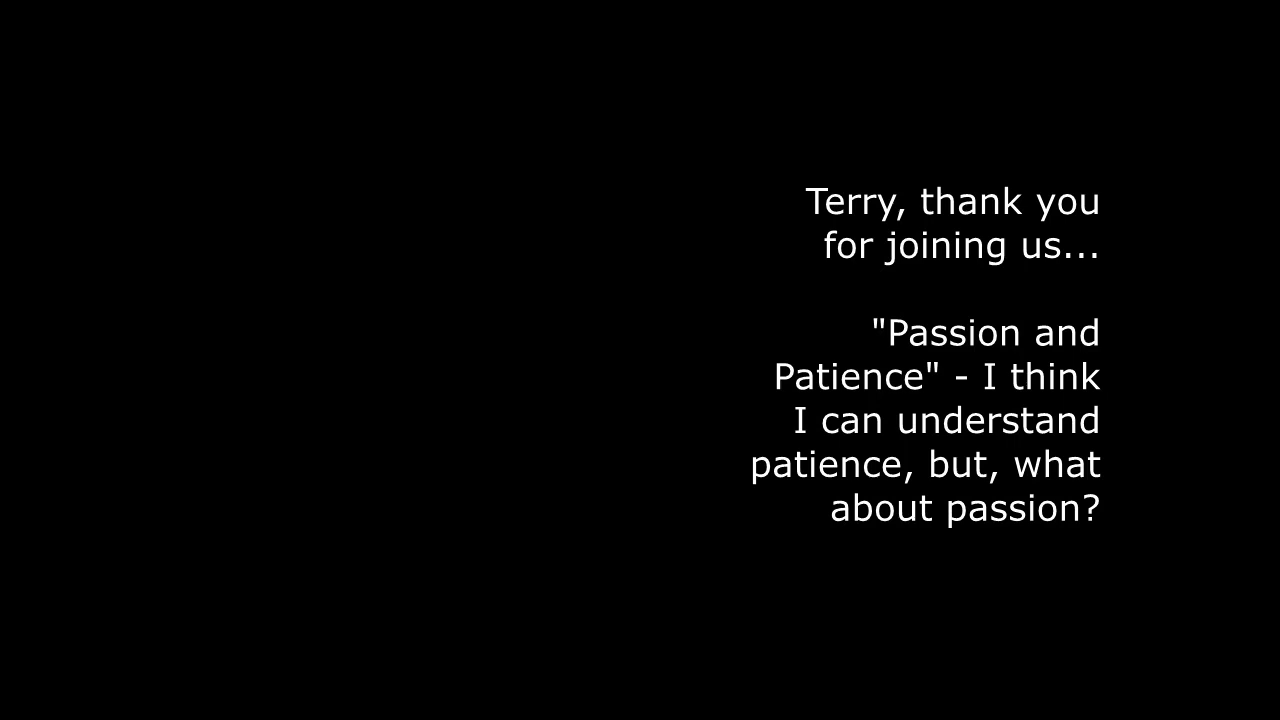 Terry, thank you
for joining us...
"Passion and
Patience" - I think
I can understand
patience, but, what
about passion?